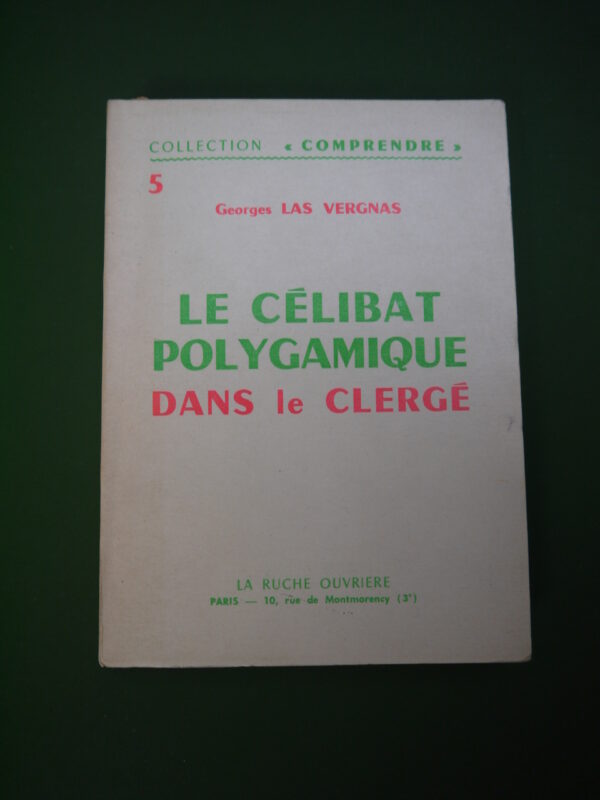 COLLECTION « COMPRENDRE »
5
Georges LAS VERGNAS
LE CÉLIBAT
POLYGAMIQUE
DANS le CLERGÉ
LA RUCHE OUVRIÈRE
PARIS — 10, rue de Montmorency (3ᵉ)